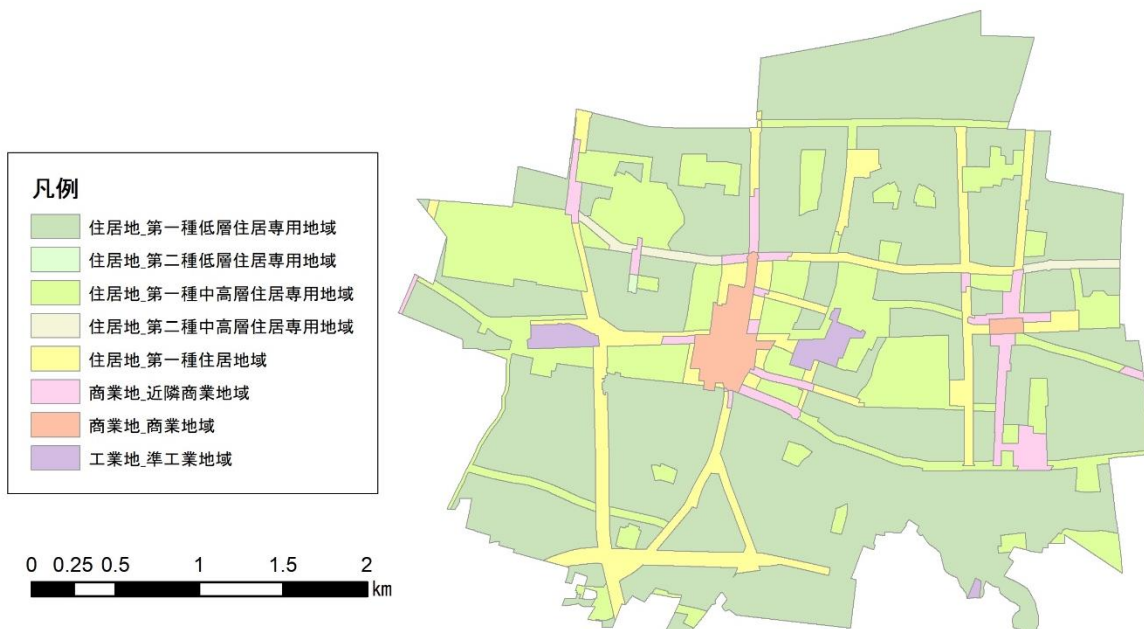 凡例
住居地_第一種低層住居専用地域
住居地_第二種低層住居専用地域
住居地_第一種中高層住居専用地域
住居地_第二種中高層住居専用地域
住居地_第一種住居地域
商業地_近隣商業地域
商業地_商業地域
工業地_準工業地域
0 0.25 0.5 1 1.5 2
km